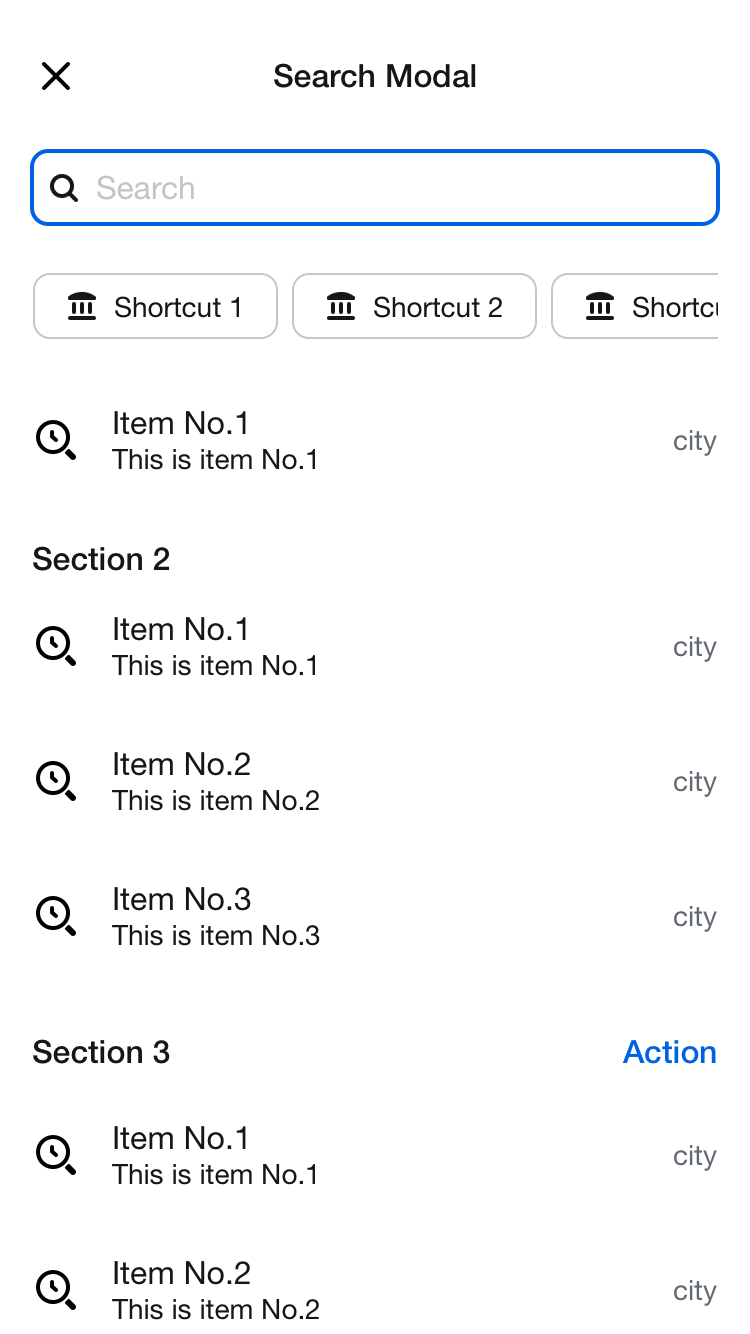 Search Modal
Search
Shortcut 1
Shortcut 2
Shortcu
Item No.1
This is item No.1
city
Section 2
Item No.1
This is item No.1
city
Item No.2
This is item No.2
city
Item No.3
This is item No.3
city
Section 3
Action
Item No.1
This is item No.1
city
Item No.2
This is item No.2
city